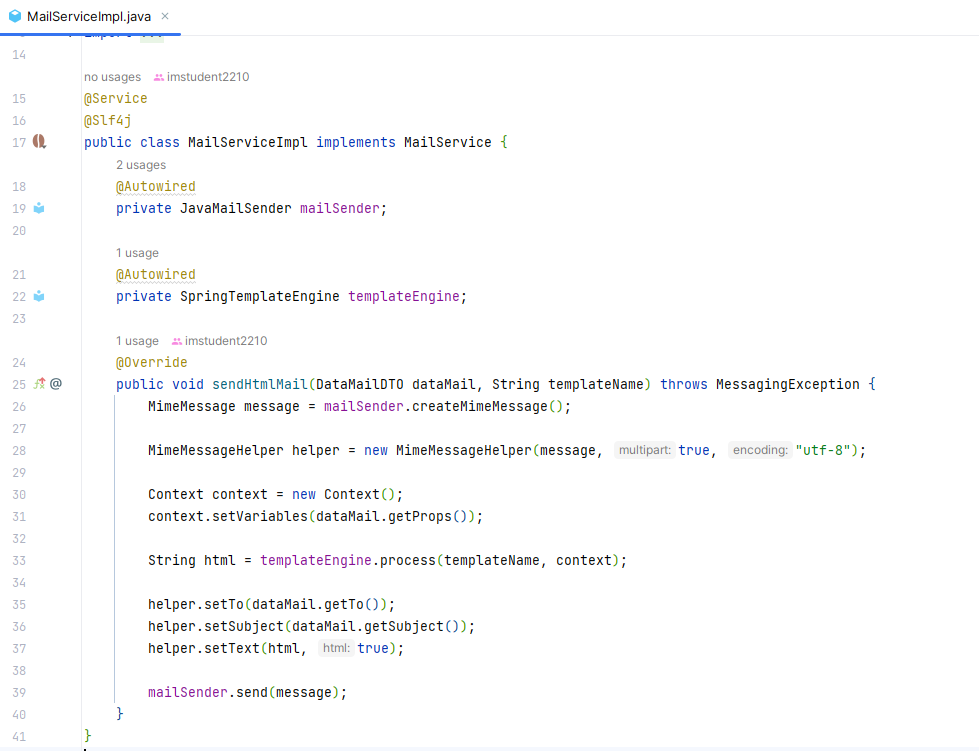 MailServiceImpl.java
14
no usages imstudent2210
15 @Service
16 @Slf4j
17 public class MailServiceImpl implements MailService {
2 usages
18 @Autowired
19 private JavaMailSender mailSender;
20
1 usage
21 @Autowired
22 private SpringTemplateEngine templateEngine;
23
1 usage imstudent2210
24 @Override
25 @ public void sendHtmlMail(DataMailDTO dataMail, String templateName) throws MessagingException {
26 MimeMessage message = mailSender.createMimeMessage();
27
28 MimeMessageHelper helper = new MimeMessageHelper(message, multipart: true, encoding: "utf-8");
29
30 Context context = new Context();
31 context.setVariables(dataMail.getProps());
32
33 String html = templateEngine.process(templateName, context);
34
35 helper.setTo(dataMail.getTo());
36 helper.setSubject(dataMail.getSubject());
37 helper.setText(html, html: true);
38
39 mailSender.send(message);
40 }
41 }